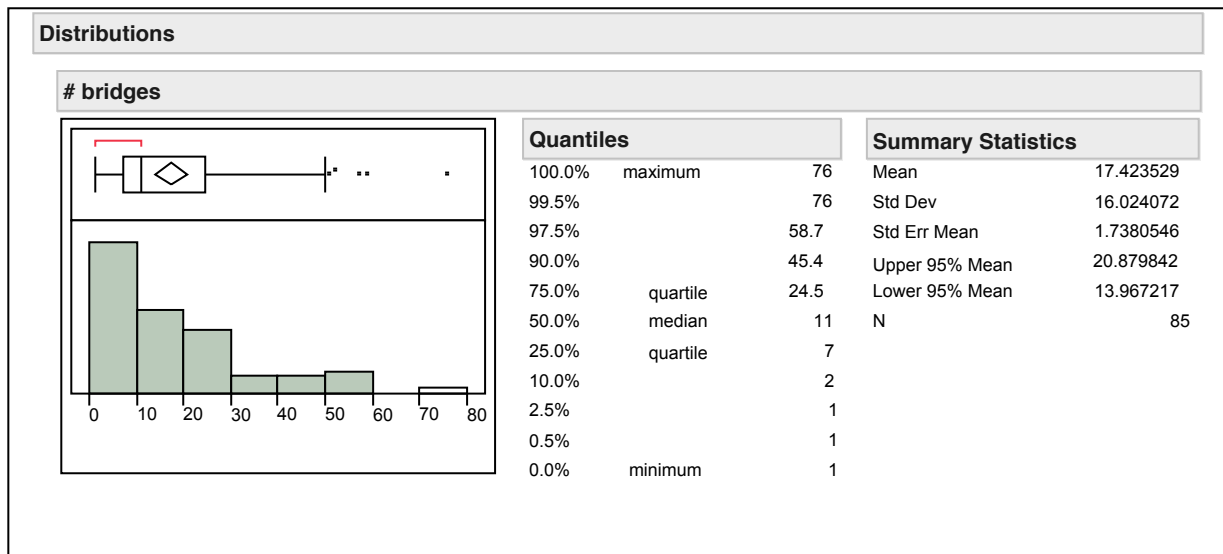 Distributions
# bridges
0 10 20 30 40 50 60 70 80
Quantiles
100.0% maximum 76
99.5% 76
97.5% 58.7
90.0% 45.4
75.0% quartile 24.5
50.0% median 11
25.0% quartile 7
10.0% 2
2.5% 1
0.5% 1
0.0% minimum 1
Summary Statistics
Mean 17.423529
Std Dev 16.024072
Std Err Mean 1.7380546
Upper 95% Mean 20.879842
Lower 95% Mean 13.967217
N 85